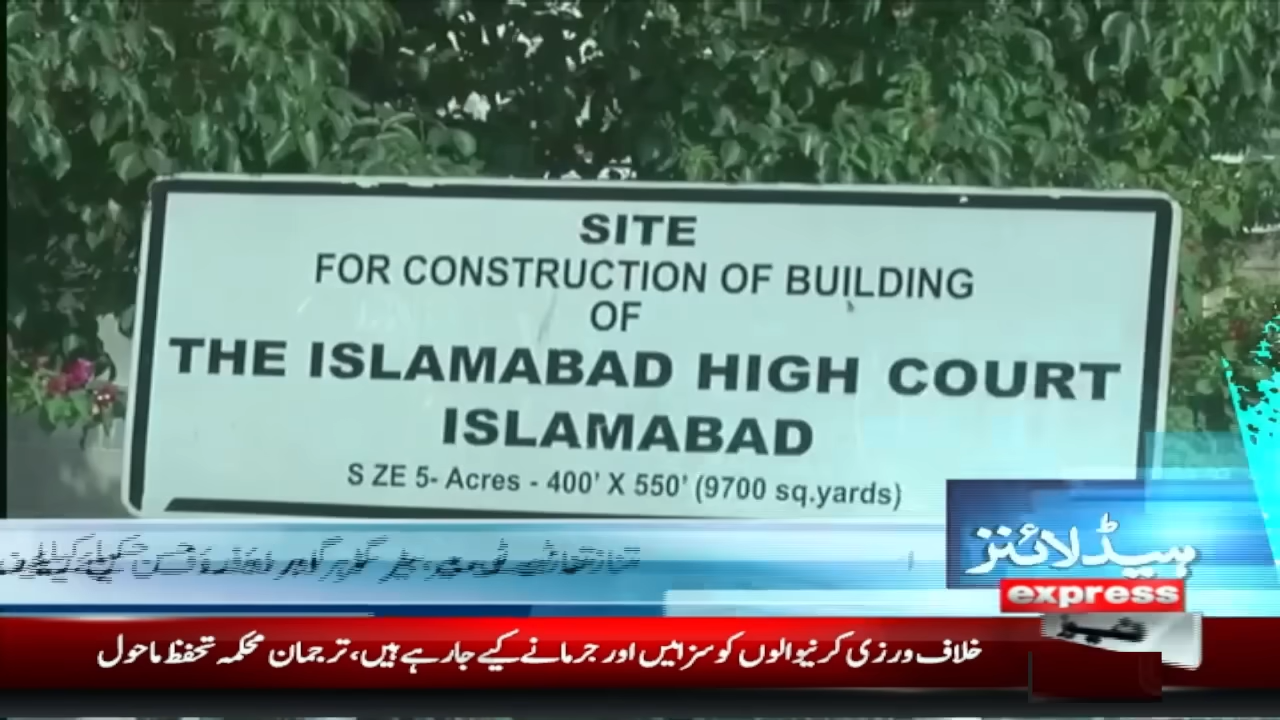 SITE
FOR CONSTRUCTION OF BUILDING
OF
THE ISLAMABAD HIGH COURT
ISLAMABAD
S ZE 5- Acres - 400' X 550' (9700 sq.yards)
ہیڈلائنز
express
خلاف ورزی کرنیوالوں کو سزائیں اور جرمانے کیے جارہے ہیں، ترجمان محکمہ تحفظ ماحول